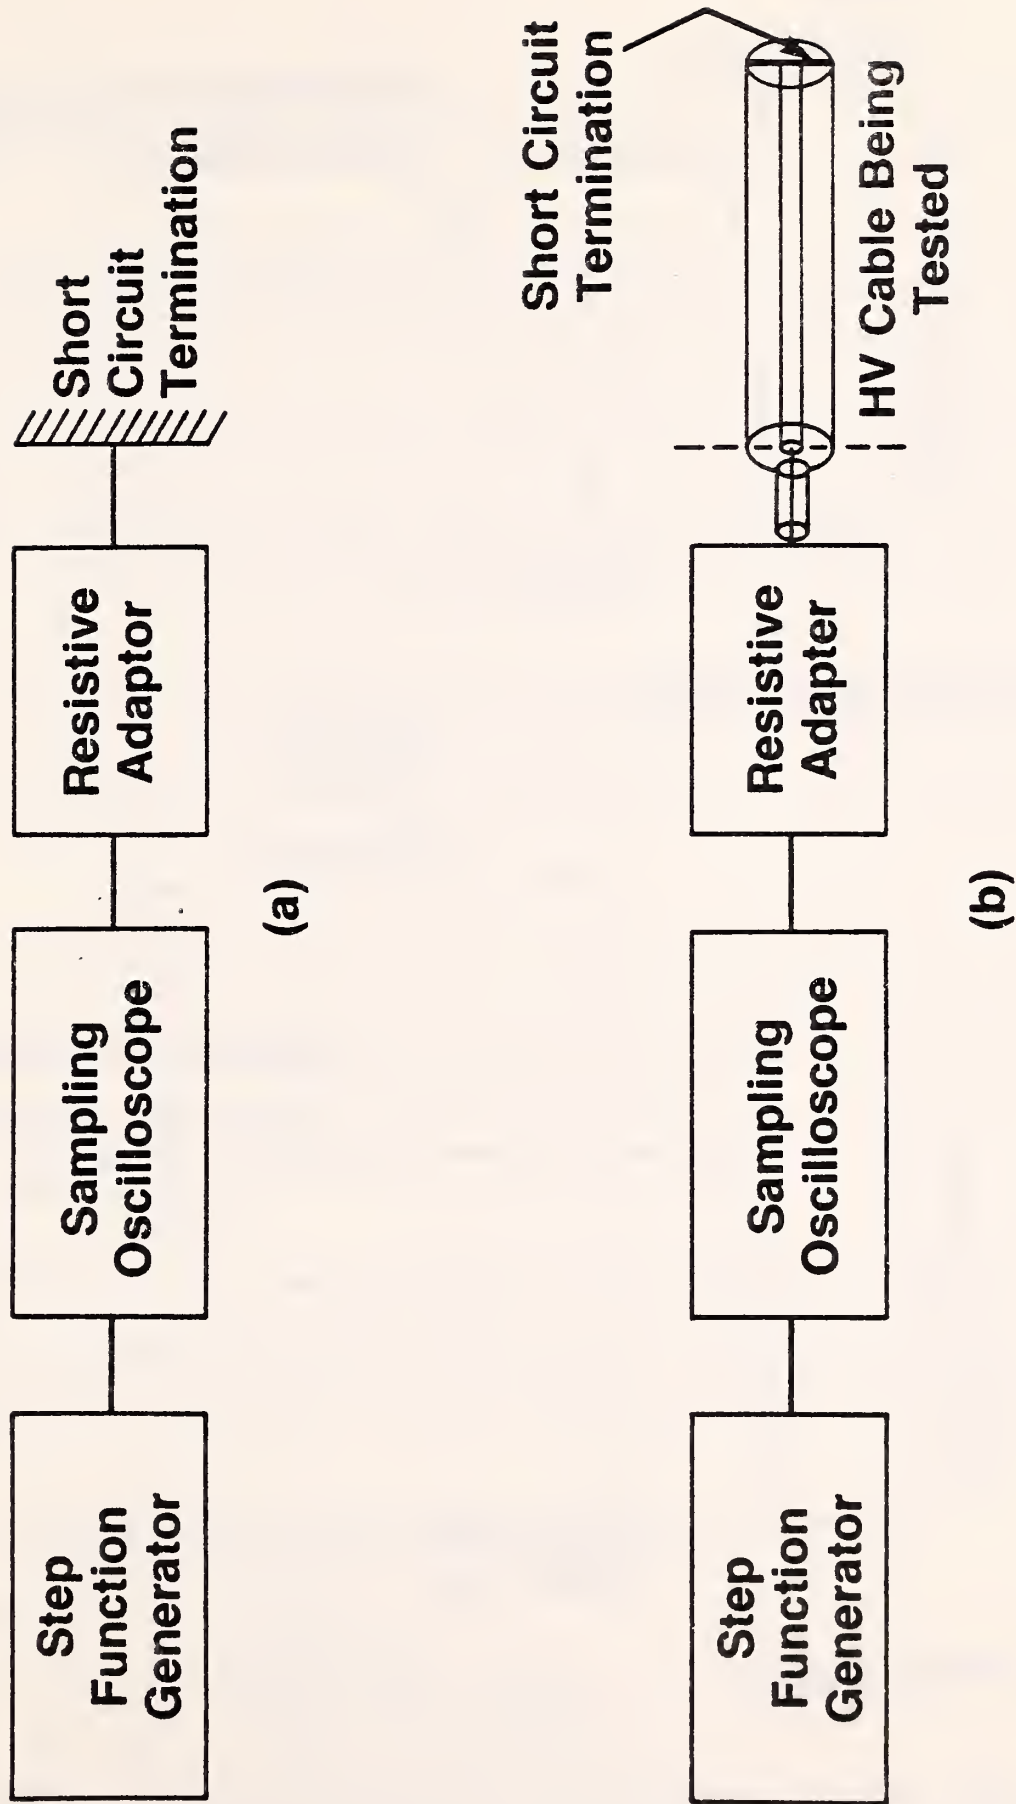 Step
Function
Generator
Sampling
Oscilloscope
Resistive
Adaptor
Short
Circuit
Termination
(a)
Step
Function
Generator
Sampling
Oscilloscope
Resistive
Adapter
Short Circuit
Termination
HV Cable Being
Tested
(b)